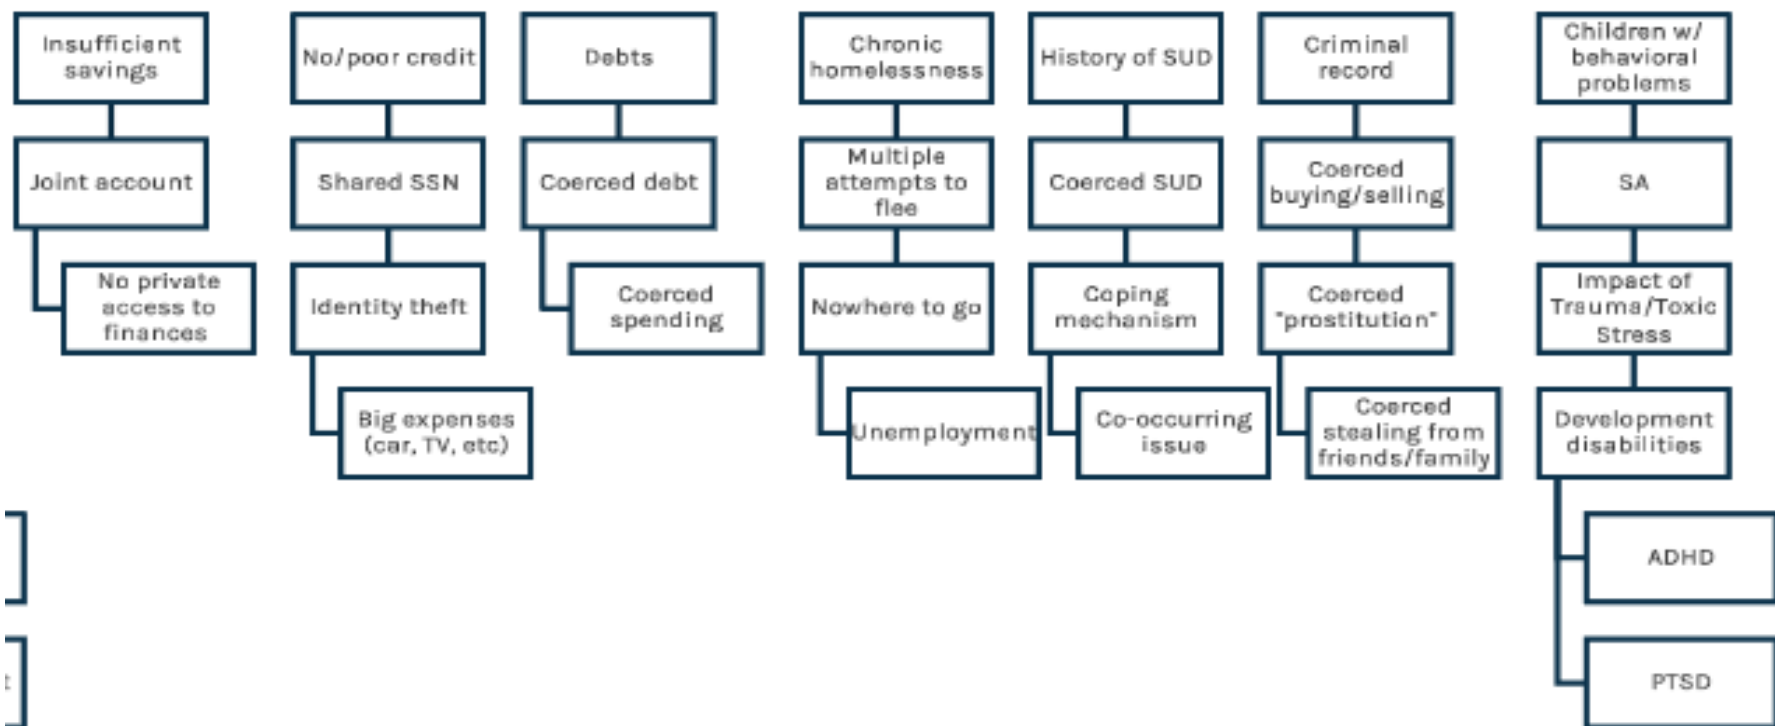 Insufficient
savings
No/poor credit
Debts
Chronic
homelessness
History of SUD
Criminal
record
Children w/
behavioral
problems
Joint account
Shared SSN
Coerced debt
Multiple
attempts to
flee
Coerced SUD
Coerced
buying/selling
SA
No private
access to
finances
Identity theft
Coerced
spending
Nowhere to go
Coping
mechanism
Coerced
"prostitution"
Impact of
Trauma/Toxic
Stress
Big expenses
(car, TV, etc)
Unemployment
Co-occurring
issue
Coerced
stealing from
friends/family
Development
disabilities
ADHD
PTSD